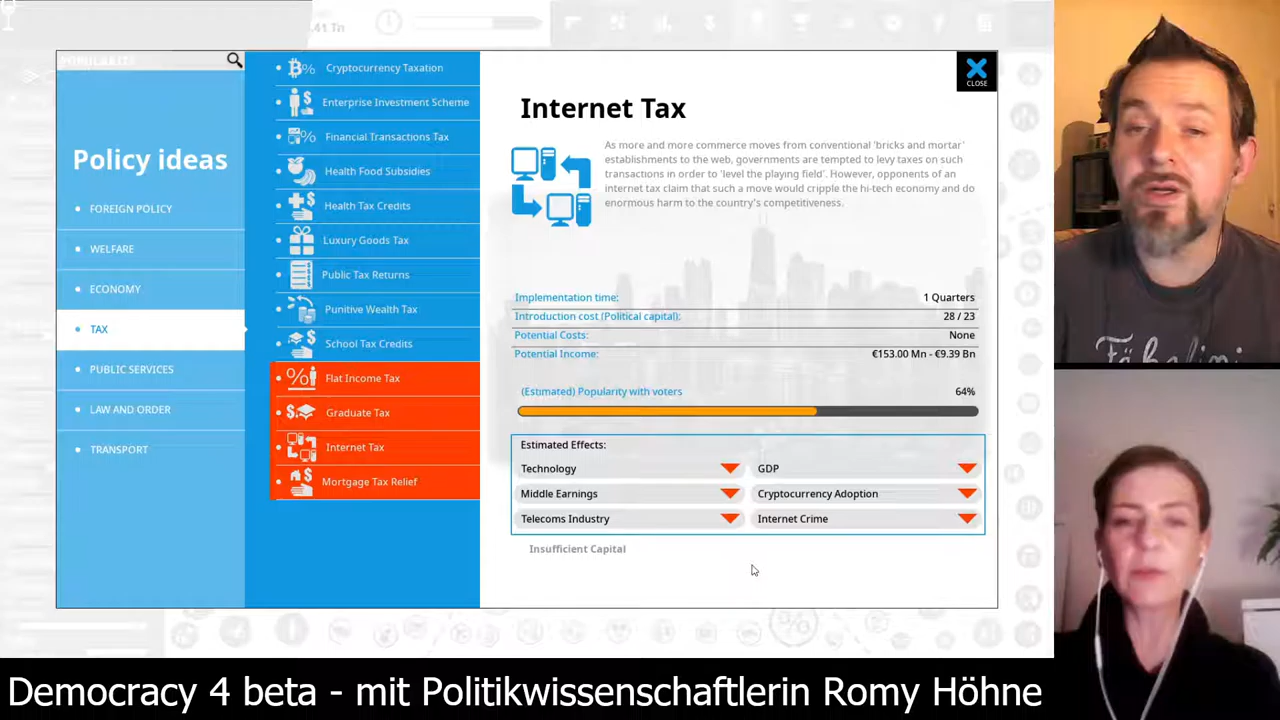 .41 Tn
CLOSE
Policy ideas
FOREIGN POLICY
WELFARE
ECONOMY
TAX
PUBLIC SERVICES
LAW AND ORDER
TRANSPORT
Cryptocurrency Taxation
Enterprise Investment Scheme
Financial Transactions Tax
Health Food Subsidies
Health Tax Credits
Luxury Goods Tax
Public Tax Returns
Punitive Wealth Tax
School Tax Credits
Flat Income Tax
Graduate Tax
Internet Tax
Mortgage Tax Relief
Internet Tax
As more and more commerce moves from conventional 'bricks and mortar'
establishments to the web, governments are tempted to levy taxes on such
transactions in order to 'level the playing field'. However, opponents of an
internet tax claim that such a move would cripple the hi-tech economy and do
enormous harm to the country's competitiveness.
Implementation time: 1 Quarters
Introduction cost (Political capital): 28 / 23
Potential Costs: None
Potential Income: €153.00 Mn - €9.39 Bn
(Estimated) Popularity with voters 64%
Estimated Effects:
Technology GDP
Middle Earnings Cryptocurrency Adoption
Telecoms Industry Internet Crime
Insufficient Capital
Democracy 4 beta - mit Politikwissenschaftlerin Romy Höhne